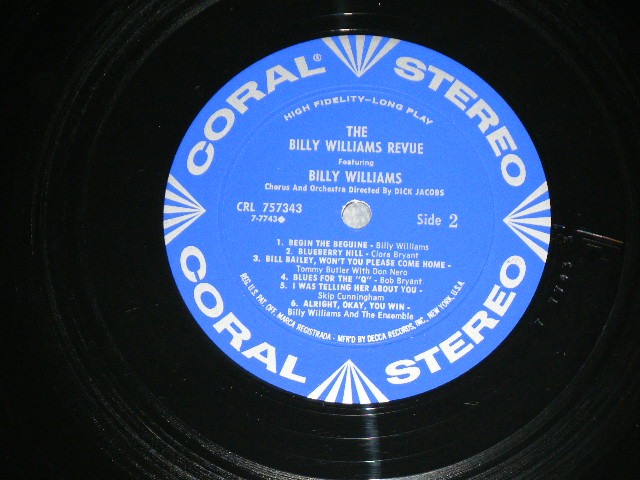 CORAL® STEREO
HIGH FIDELITY—LONG PLAY
THE
BILLY WILLIAMS REVUE
Featuring
BILLY WILLIAMS
Chorus And Orchestra Directed By DICK JACOBS
CRL 757343
7-7743◆
Side 2
1. BEGIN THE BEGUINE - Billy Williams
2. BLUEBERRY HILL - Clora Bryant
3. BILL BAILEY, WON'T YOU PLEASE COME HOME -
Tommy Butler With Don Nero
4. BLUES FOR THE "Q" - Bob Bryant
5. I WAS TELLING HER ABOUT YOU -
Skip Cunningham
6. ALRIGHT, OKAY, YOU WIN -
Billy Williams And The Ensemble
REG. U.S. PAT. OFF. MARCA REGISTRADA - MFR'D BY DECCA RECORDS, INC., NEW YORK, U.S.A.
CORAL STEREO
7 7743